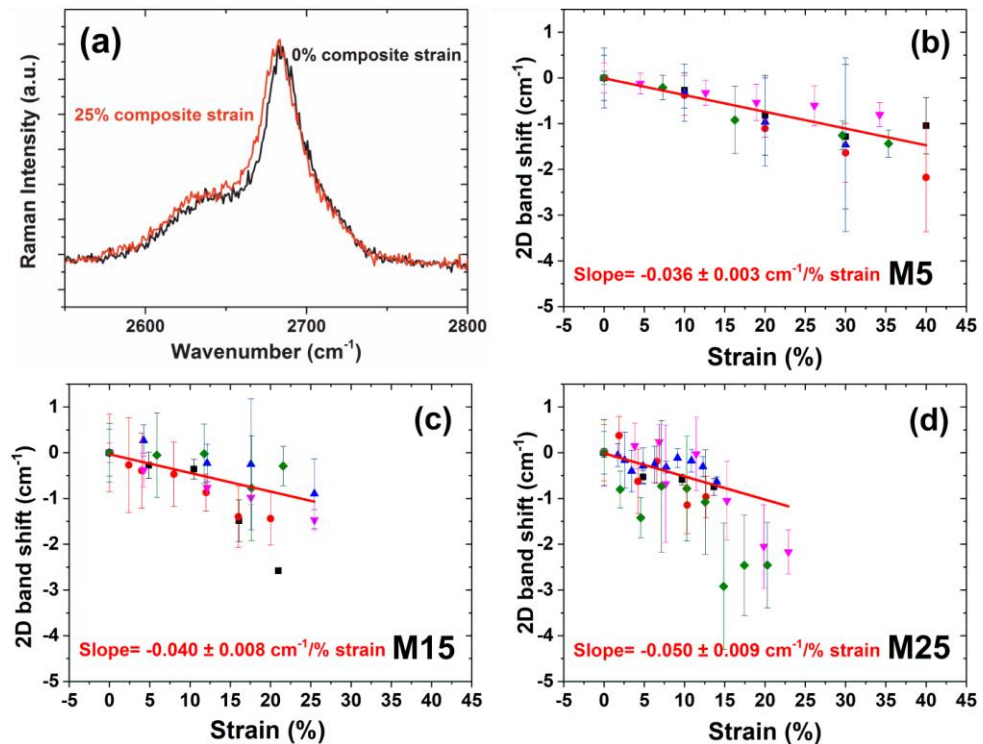 (a)
0% composite strain
25% composite strain
Raman Intensity (a.u.)
2600 2700 2800
Wavenumber (cm⁻¹)
(b)
1
0
-1
-2
-3
-4
-5
2D band shift (cm⁻¹)
Slope= -0.036 ± 0.003 cm⁻¹/% strain M5
-5 0 5 10 15 20 25 30 35 40 45
Strain (%)
(c)
1
0
-1
-2
-3
-4
-5
2D band shift (cm⁻¹)
Slope= -0.040 ± 0.008 cm⁻¹/% strain M15
-5 0 5 10 15 20 25 30 35 40 45
Strain (%)
(d)
1
0
-1
-2
-3
-4
-5
2D band shift (cm⁻¹)
Slope= -0.050 ± 0.009 cm⁻¹/% strain M25
-5 0 5 10 15 20 25 30 35 40 45
Strain (%)